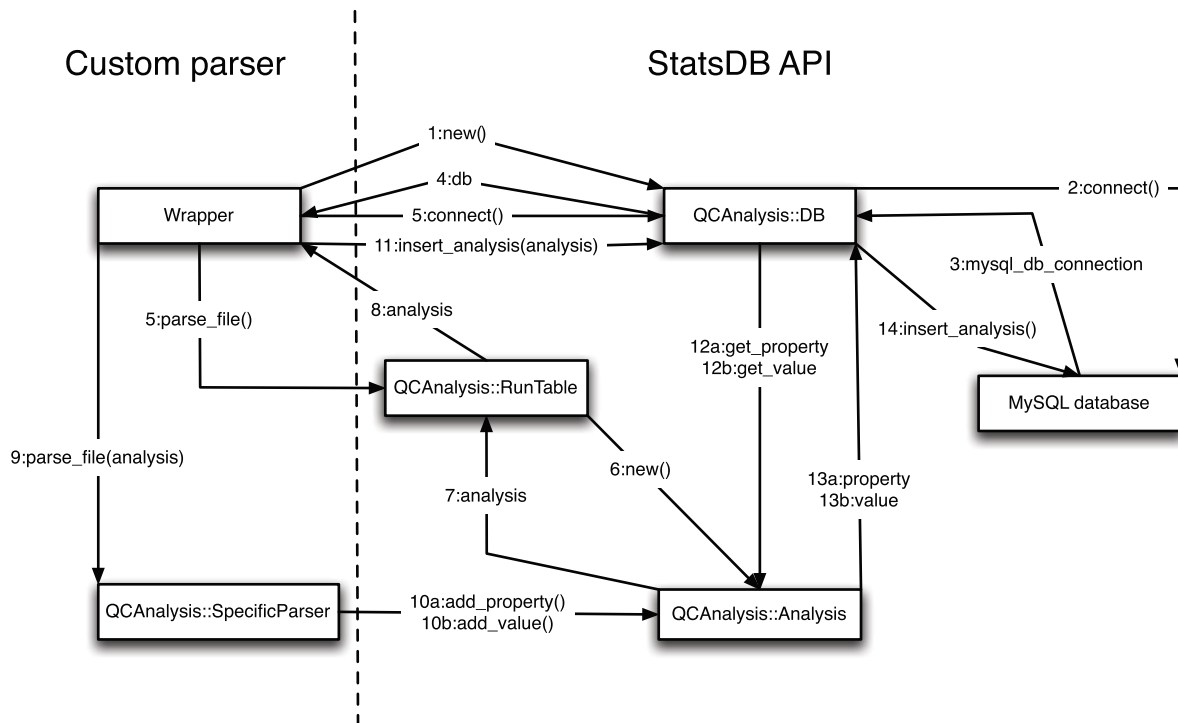 Custom parser
StatsDB API
1:new()
4:db
2:connect()
Wrapper
5:connect()
QCAnalysis::DB
11:insert_analysis(analysis)
3:mysql_db_connection
8:analysis
5:parse_file()
14:insert_analysis()
12a:get_property
12b:get_value
QCAnalysis::RunTable
MySQL database
9:parse_file(analysis)
6:new()
13a:property
13b:value
7:analysis
QCAnalysis::SpecificParser
10a:add_property()
10b:add_value()
QCAnalysis::Analysis